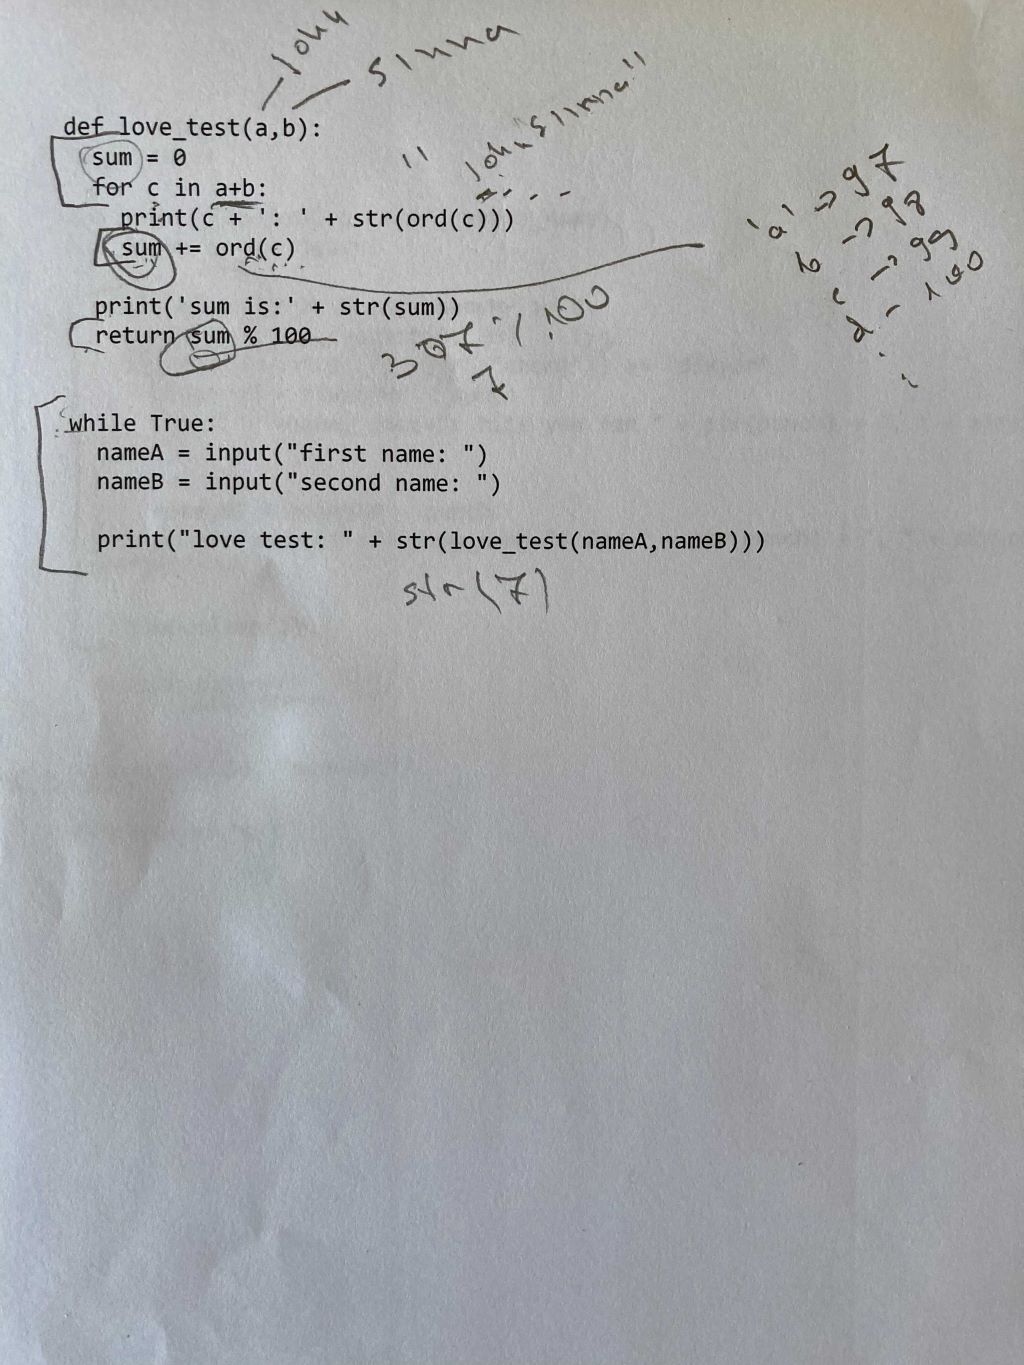 John
Sinna
def love_test(a,b):
sum = 0
for c in a+b:
print(c + ': ' + str(ord(c)))
sum += ord(c)
print('sum is:' + str(sum))
return sum % 100
307 % 100
7
'a' -> 97
b -> 98
c -> 99
d - 100
while True:
nameA = input("first name: ")
nameB = input("second name: ")
print("love test: " + str(love_test(nameA,nameB)))
str(7)